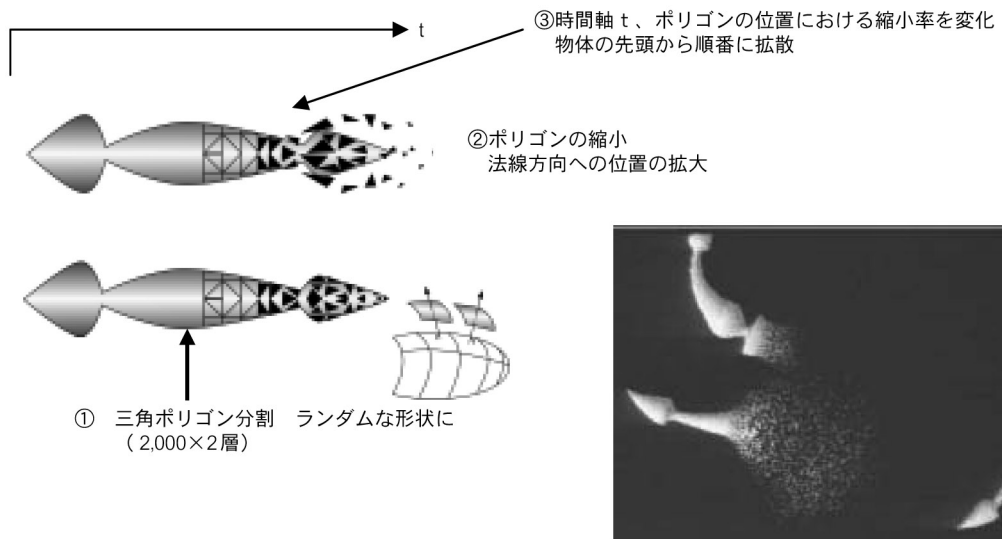 t
③時間軸 t 、ポリゴンの位置における縮小率を変化
物体の先頭から順番に拡散
②ポリゴンの縮小
法線方向への位置の拡大
① 三角ポリゴン分割 ランダムな形状に
( 2,000×2層)